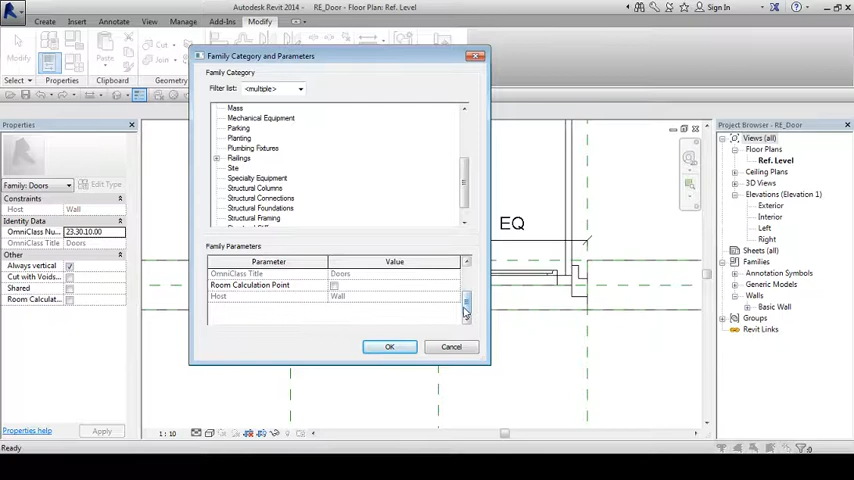 Autodesk Revit 2014 - RE_Door - Floor Plan: Ref. Level
Sign In
Create
Insert
Annotate
View
Manage
Add-Ins
Modify
Modify
Paste
Cut
Join
Select
Properties
Clipboard
Geometry
Properties
Family: Doors
Edit Type
Constraints
Host
Wall
Identity Data
OmniClass Nu...
23.30.10.00
OmniClass Title
Doors
Other
Always vertical
Cut with Voids...
Shared
Room Calculat...
Properties help
Apply
Family Category and Parameters
Family Category
Filter list:
<multiple>
Mass
Mechanical Equipment
Parking
Planting
Plumbing Fixtures
Railings
Site
Specialty Equipment
Structural Columns
Structural Connections
Structural Foundations
Structural Framing
Family Parameters
Parameter
Value
OmniClass Title
Doors
Room Calculation Point
Host
Wall
OK
Cancel
EQ
Project Browser - RE_Door
Views (all)
Floor Plans
Ref. Level
Ceiling Plans
3D Views
Elevations (Elevation 1)
Exterior
Interior
Left
Right
Sheets (all)
Families
Annotation Symbols
Generic Models
Walls
Basic Wall
Groups
Revit Links
1 : 10
Ready
:0